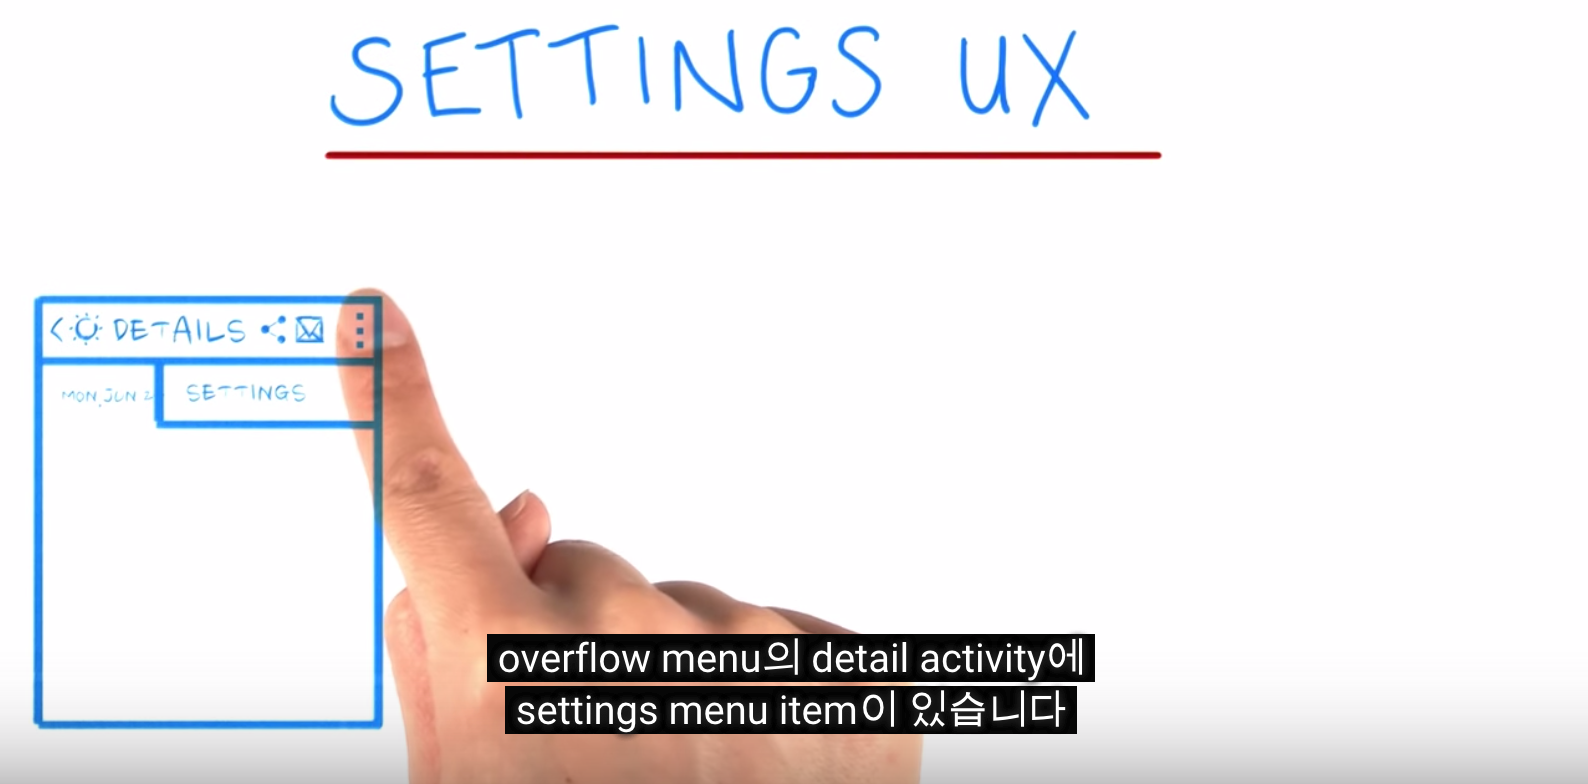 SETTINGS UX
DETAILS
MON, JUN 2
SETTINGS
overflow menu의 detail activity에
settings menu item이 있습니다